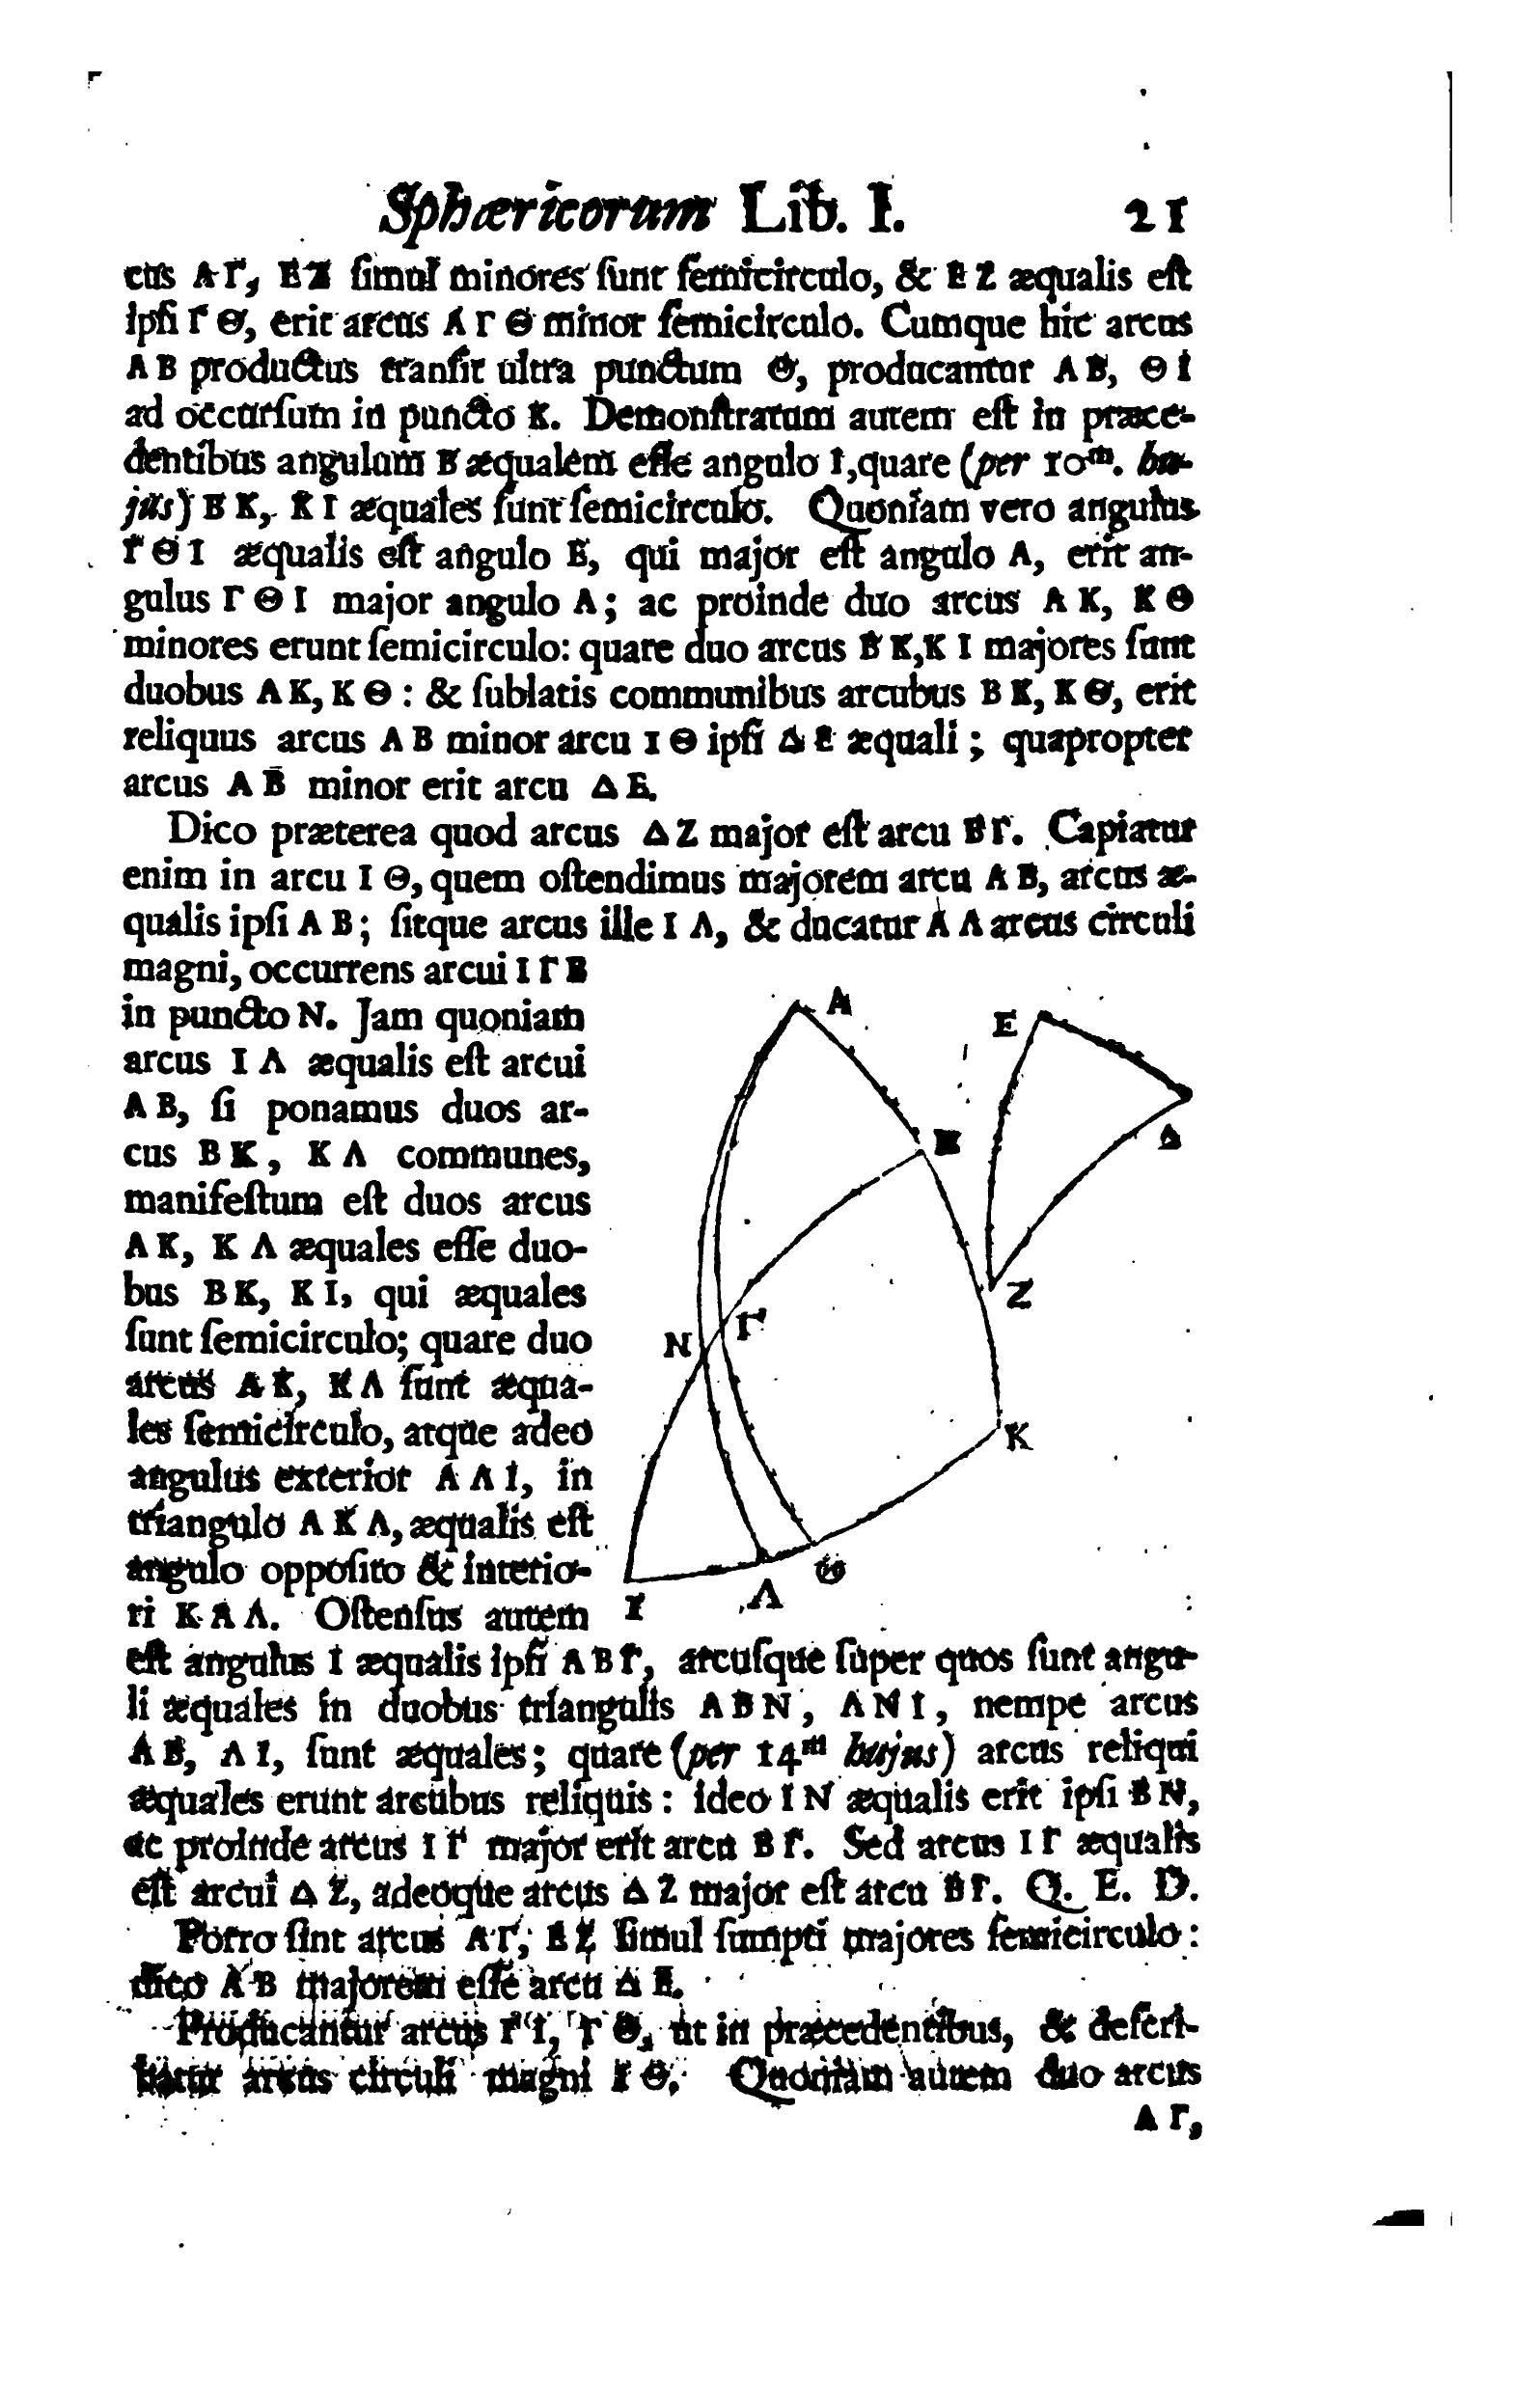 Sphæricorum Lib. I. 21
cus Α Γ, Ε Ζ ſimul minores ſunt ſemicirculo, & Ε Ζ æqualis eſt
ipſi Γ Θ, erit arcus Α Γ Θ minor ſemicirculo. Cumque hic arcus
Α Β productus tranſit ultra punctum Θ, producantur Α Β, Θ Ι
ad occurſum in puncto Κ. Demonſtratum autem eſt in præce-
dentibus angulum Β æqualem eſſe angulo Ι, quare (per 10ᵐ. hu-
jus) Β Κ, Κ Ι æquales ſunt ſemicirculo. Quoniam vero angulus
Γ Θ Ι æqualis eſt angulo Ε, qui major eſt angulo Α, erit an-
gulus Γ Θ Ι major angulo Α; ac proinde duo arcus Α Κ, Κ Θ
minores erunt ſemicirculo: quare duo arcus Β Κ, Κ Ι majores ſunt
duobus Α Κ, Κ Θ: & ſublatis communibus arcubus Β Κ, Κ Θ, erit
reliquus arcus Α Β minor arcu Ι Θ ipſi Δ Ε æquali; quapropter
arcus Α Β minor erit arcu Δ Ε.
Dico præterea quod arcus Δ Ζ major eſt arcu Β Γ. Capiatur
enim in arcu Ι Θ, quem oſtendimus majorem arcu Α Β, arcus æ-
qualis ipſi Α Β; ſitque arcus ille Ι Λ, & ducatur Α Λ arcus circuli
magni, occurrens arcui Ι Γ Β
in puncto Ν. Jam quoniam
arcus Ι Λ æqualis eſt arcui
Α Β, ſi ponamus duos ar-
cus Β Κ, Κ Λ communes,
manifeſtum eſt duos arcus
Α Κ, Κ Λ æquales eſſe duo-
bus Β Κ, Κ Ι, qui æquales
ſunt ſemicirculo; quare duo
arcus Α Κ, Κ Λ ſunt æqua-
les ſemicirculo, atque adeo
angulus exterior Α Λ Ι, in
triangulo Α Κ Λ, æqualis eſt
angulo oppoſito & interio-
ri Κ Α Λ. Oſtenſus autem
Α
Ε
Β
Δ
Ζ
Ν
Γ
Κ
Θ
Ι
Λ
eſt angulus Ι æqualis ipſi Α Β Γ, arcuſque ſuper quos ſunt angu-
li æquales in duobus triangulis Α Β Ν, Λ Ν Ι, nempe arcus
Α Β, Λ Ι, ſunt æquales; quare (per 14ᵐ hujus) arcus reliqui
æquales erunt arcubus reliquis: ideo Ι Ν æqualis erit ipſi Β Ν,
ac proinde arcus Ι Γ major erit arcu Β Γ. Sed arcus Ι Γ æqualis
eſt arcui Δ Ζ, adeoque arcus Δ Ζ major eſt arcu Β Γ. Q. E. D.
Porro ſint arcus Α Γ, Ε Ζ ſimul ſumpti majores ſemicirculo:
dico Α Β majorem eſſe arcu Δ Ε.
Producantur arcus Γ Ι, Γ Θ, ut in præcedentibus, & deſcri-
batur arcus circuli magni Ι Θ. Quoniam autem duo arcus
Α Γ,